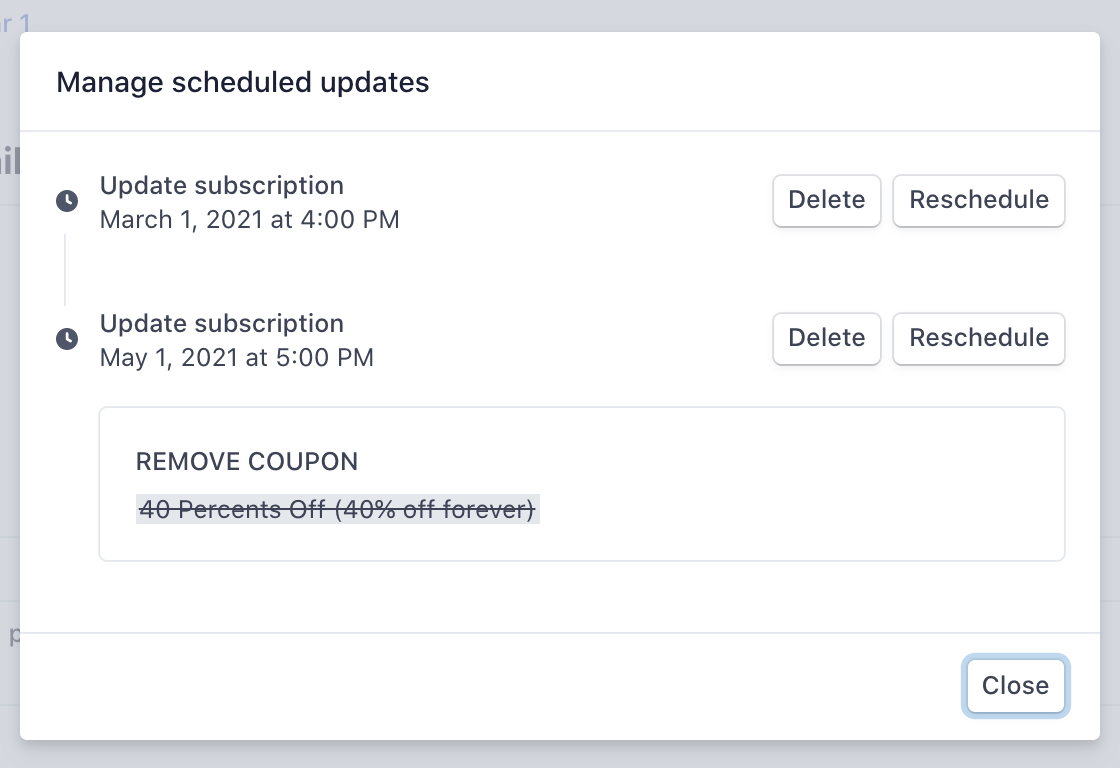 r 1
Manage scheduled updates
Update subscription
March 1, 2021 at 4:00 PM
Delete
Reschedule
Update subscription
May 1, 2021 at 5:00 PM
Delete
Reschedule
REMOVE COUPON
40 Percents Off (40% off forever)
Close